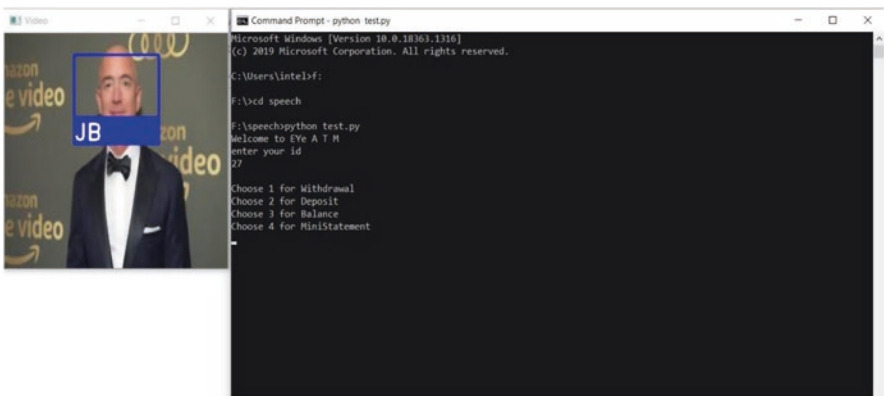 Video
mazon
e video
JB
zon
video
mazon
e video
Command Prompt - python test.py
Microsoft Windows [Version 10.0.18363.1316]
(c) 2019 Microsoft Corporation. All rights reserved.
C:\Users\intel>f:
F:\>cd speech
F:\speech>python test.py
Welcome to EYe A T M
enter your id
27
Choose 1 for Withdrawal
Choose 2 for Deposit
Choose 3 for Balance
Choose 4 for MiniStatement